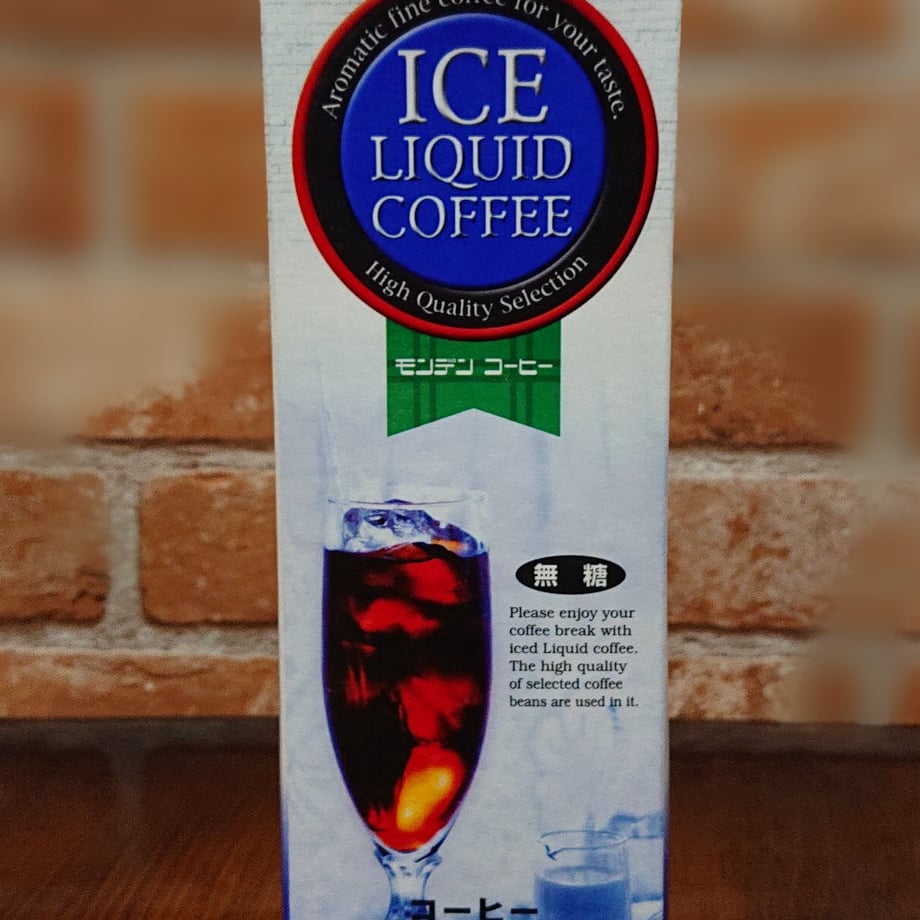 Aromatic fine coffee for your taste.
ICE
LIQUID
COFFEE
High Quality Selection
モンデン コーヒー
無 糖
Please enjoy your
coffee break with
iced Liquid coffee.
The high quality
of selected coffee
beans are used in it.
コーヒー